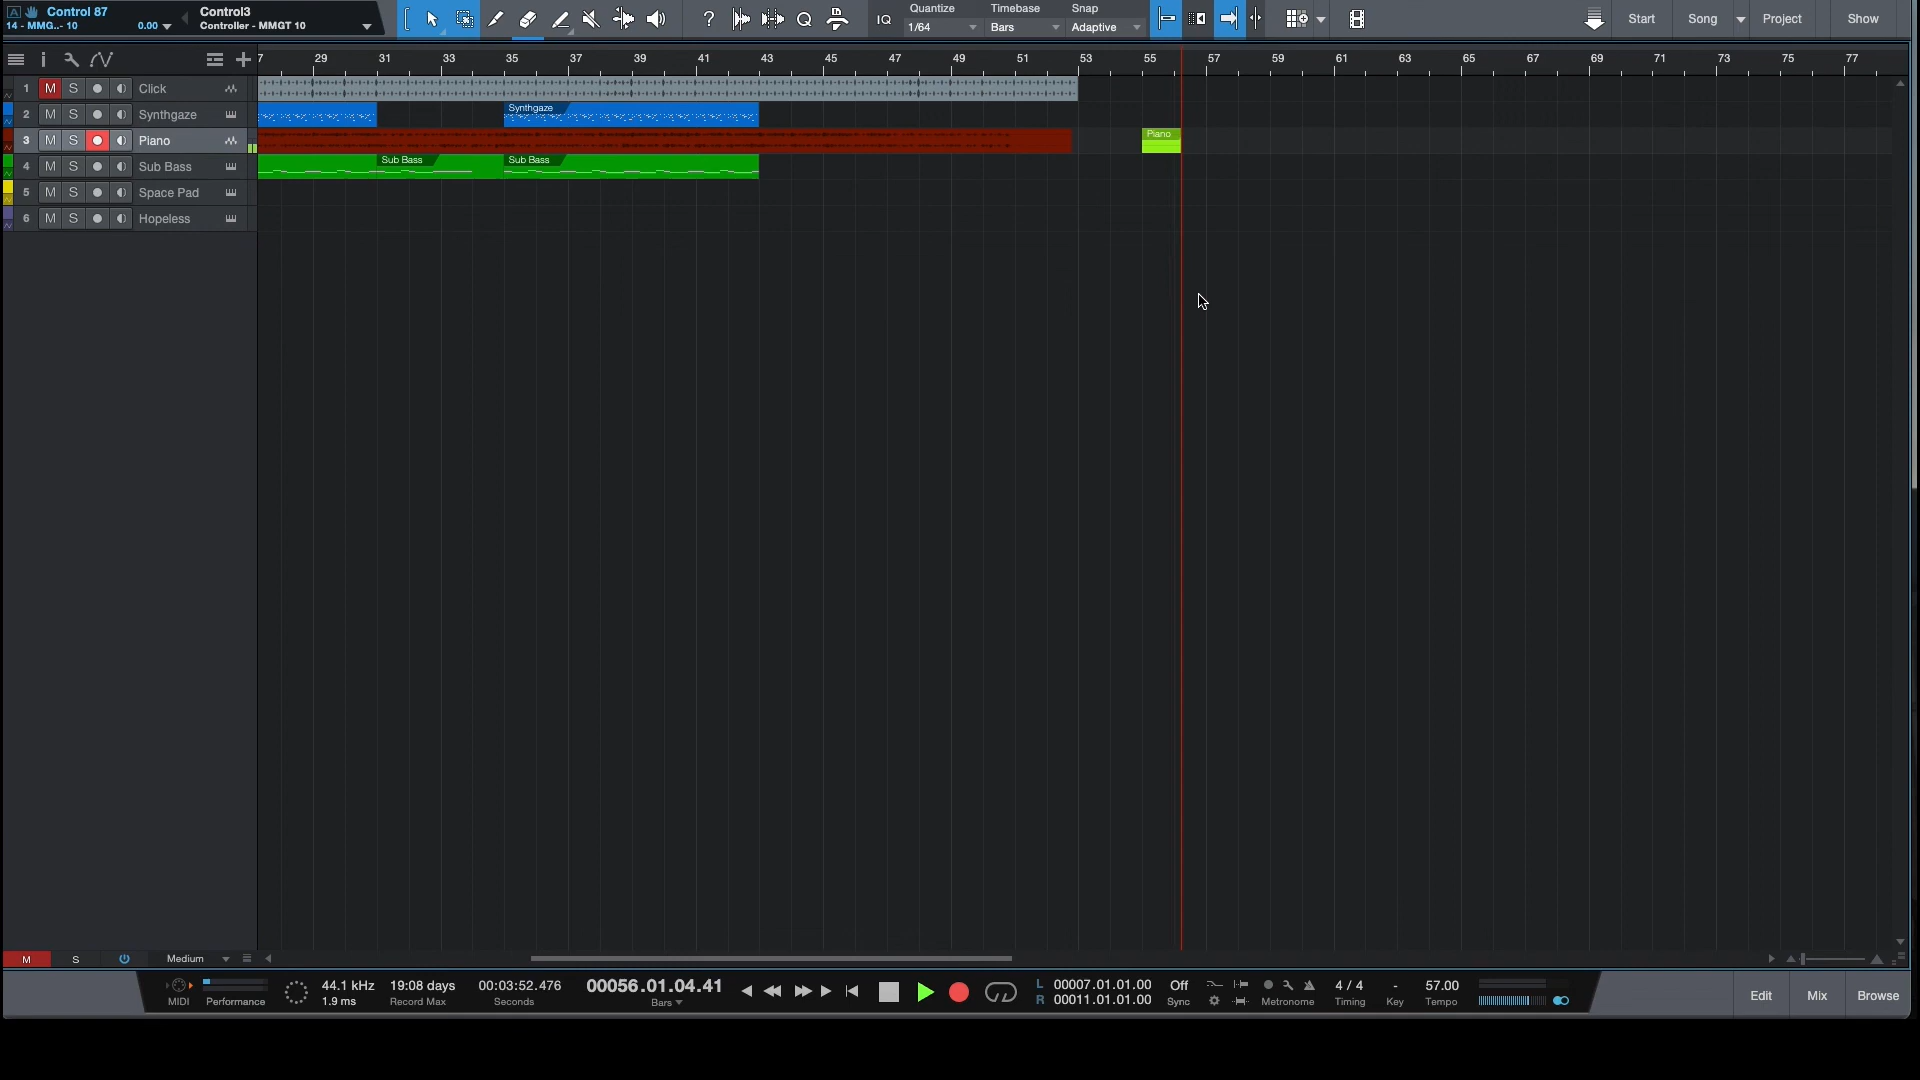 A Control 87 Control3
14 - MMG..- 10 0.00 Controller - MMGT 10
? Q IQ Quantize Timebase Snap
1/64 Bars Adaptive
Start Song Project Show
i 7 29 31 33 35 37 39 41 43 45 47 49 51 53 55 57 59 61 63 65 67 69 71 73 75 77
1 M S Click
2 M S Synthgaze Synthgaze
3 M S Piano Piano
4 M S Sub Bass Sub Bass Sub Bass
5 M S Space Pad
6 M S Hopeless
M S Medium
44.1 kHz 19:08 days 00:03:52.476 00056.01.04.41 L 00007.01.01.00 Off 4 / 4 - 57.00
MIDI Performance 1.9 ms Record Max Seconds Bars R 00011.01.01.00 Sync Metronome Timing Key Tempo
Edit Mix Browse